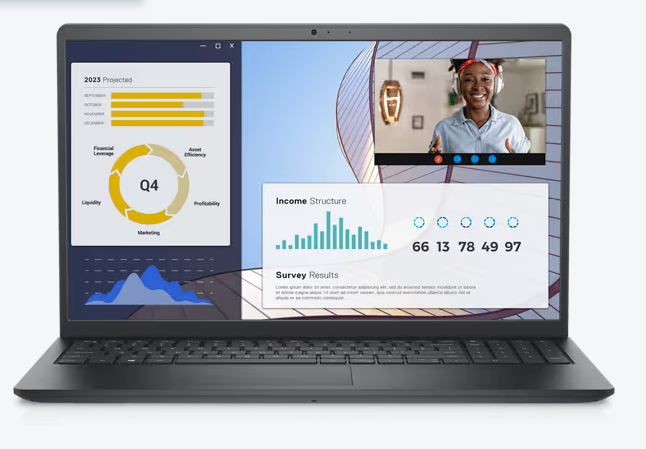 X
2023 Projected
SEPTEMBER
OCTOBER
NOVEMBER
DECEMBER
Financial
Leverage
Asset
Efficiency
Q4
Liquidity
Profitability
Marketing
Income Structure
66 13 78 49 97
Survey Results
Lorem ipsum dolor sit amet, consectetur adipiscing elit, sed do eiusmod tempor incididunt ut labore
et dolore magna aliqua. Ut enim ad minim veniam, quis nostrud exercitation ullamco laboris nisi ut
aliquip ex ea commodo consequat.